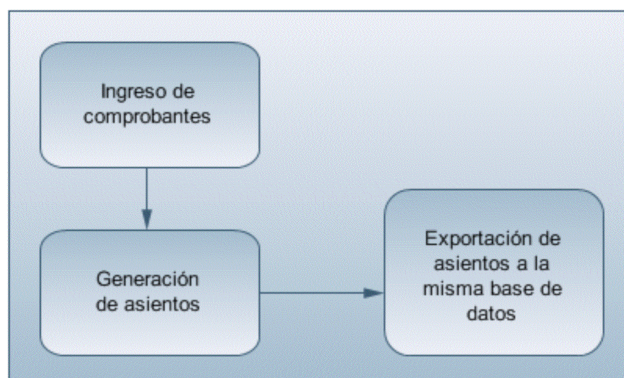 Ingreso de
comprobantes
Generación
de asientos
Exportación de
asientos a la
misma base de
datos